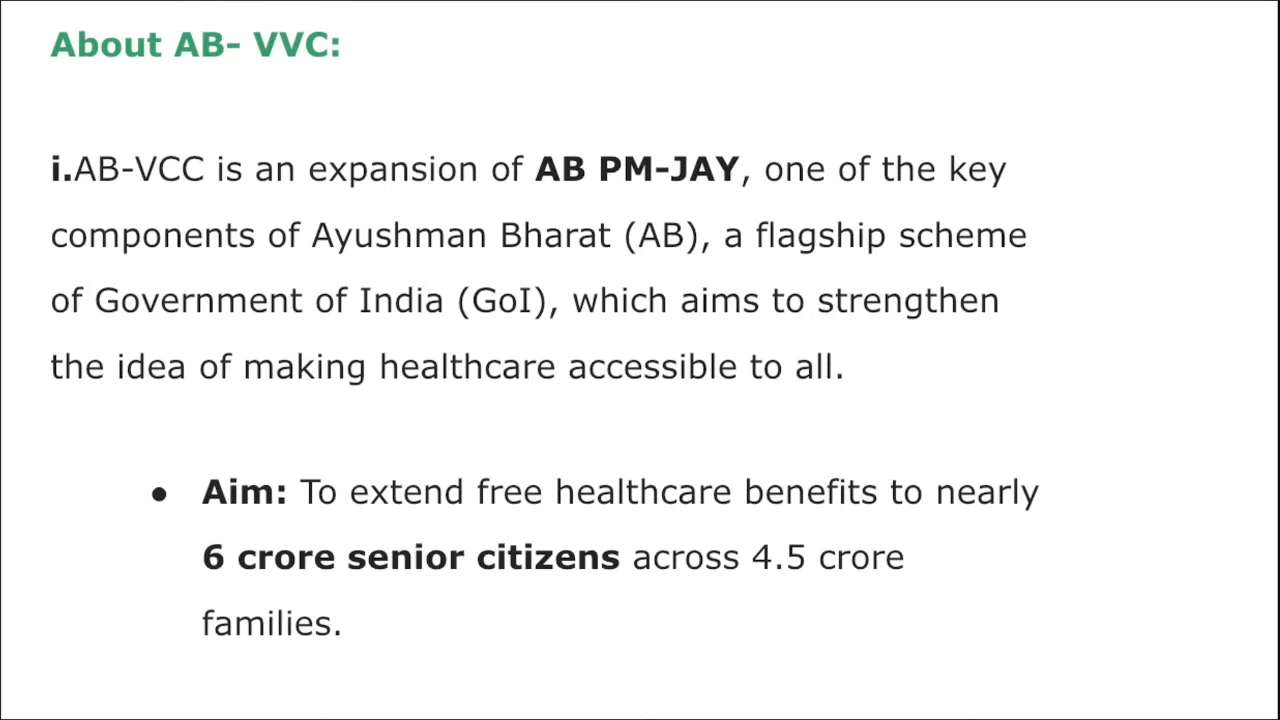 About AB- VVC:
i.AB-VCC is an expansion of AB PM-JAY, one of the key
components of Ayushman Bharat (AB), a flagship scheme
of Government of India (GoI), which aims to strengthen
the idea of making healthcare accessible to all.
● Aim: To extend free healthcare benefits to nearly
6 crore senior citizens across 4.5 crore
families.